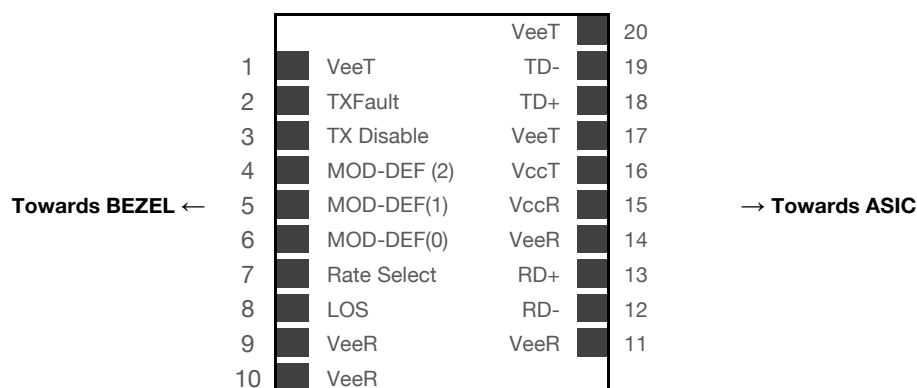 VeeT 20
1 VeeT TD- 19
2 TXFault TD+ 18
3 TX Disable VeeT 17
4 MOD-DEF (2) VccT 16
Towards BEZEL ← 5 MOD-DEF(1) VccR 15 → Towards ASIC
6 MOD-DEF(0) VeeR 14
7 Rate Select RD+ 13
8 LOS RD- 12
9 VeeR VeeR 11
10 VeeR